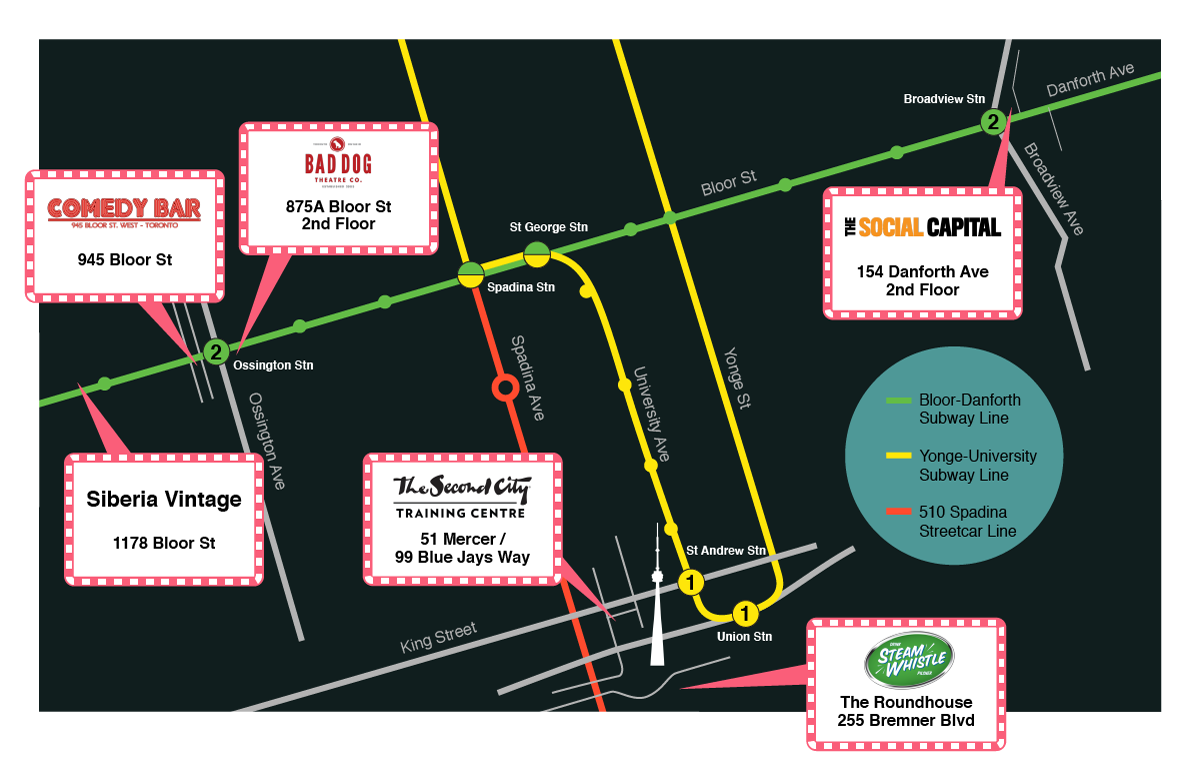 Danforth Ave
Broadview Stn
2
Broadview Ave
BAD DOG
THEATRE CO.
875A Bloor St
2nd Floor
COMEDY BAR
945 BLOOR ST. WEST - TORONTO
945 Bloor St
Bloor St
THE SOCIAL CAPITAL
154 Danforth Ave
2nd Floor
St George Stn
Spadina Stn
2
Ossington Stn
Spadina Ave
University Ave
Yonge St
Ossington Ave
Bloor-Danforth
Subway Line
Yonge-University
Subway Line
510 Spadina
Streetcar Line
Siberia Vintage
1178 Bloor St
The Second City
TRAINING CENTRE
51 Mercer /
99 Blue Jays Way
St Andrew Stn
1
1
Union Stn
King Street
STEAM
WHISTLE
PILSNER
The Roundhouse
255 Bremner Blvd